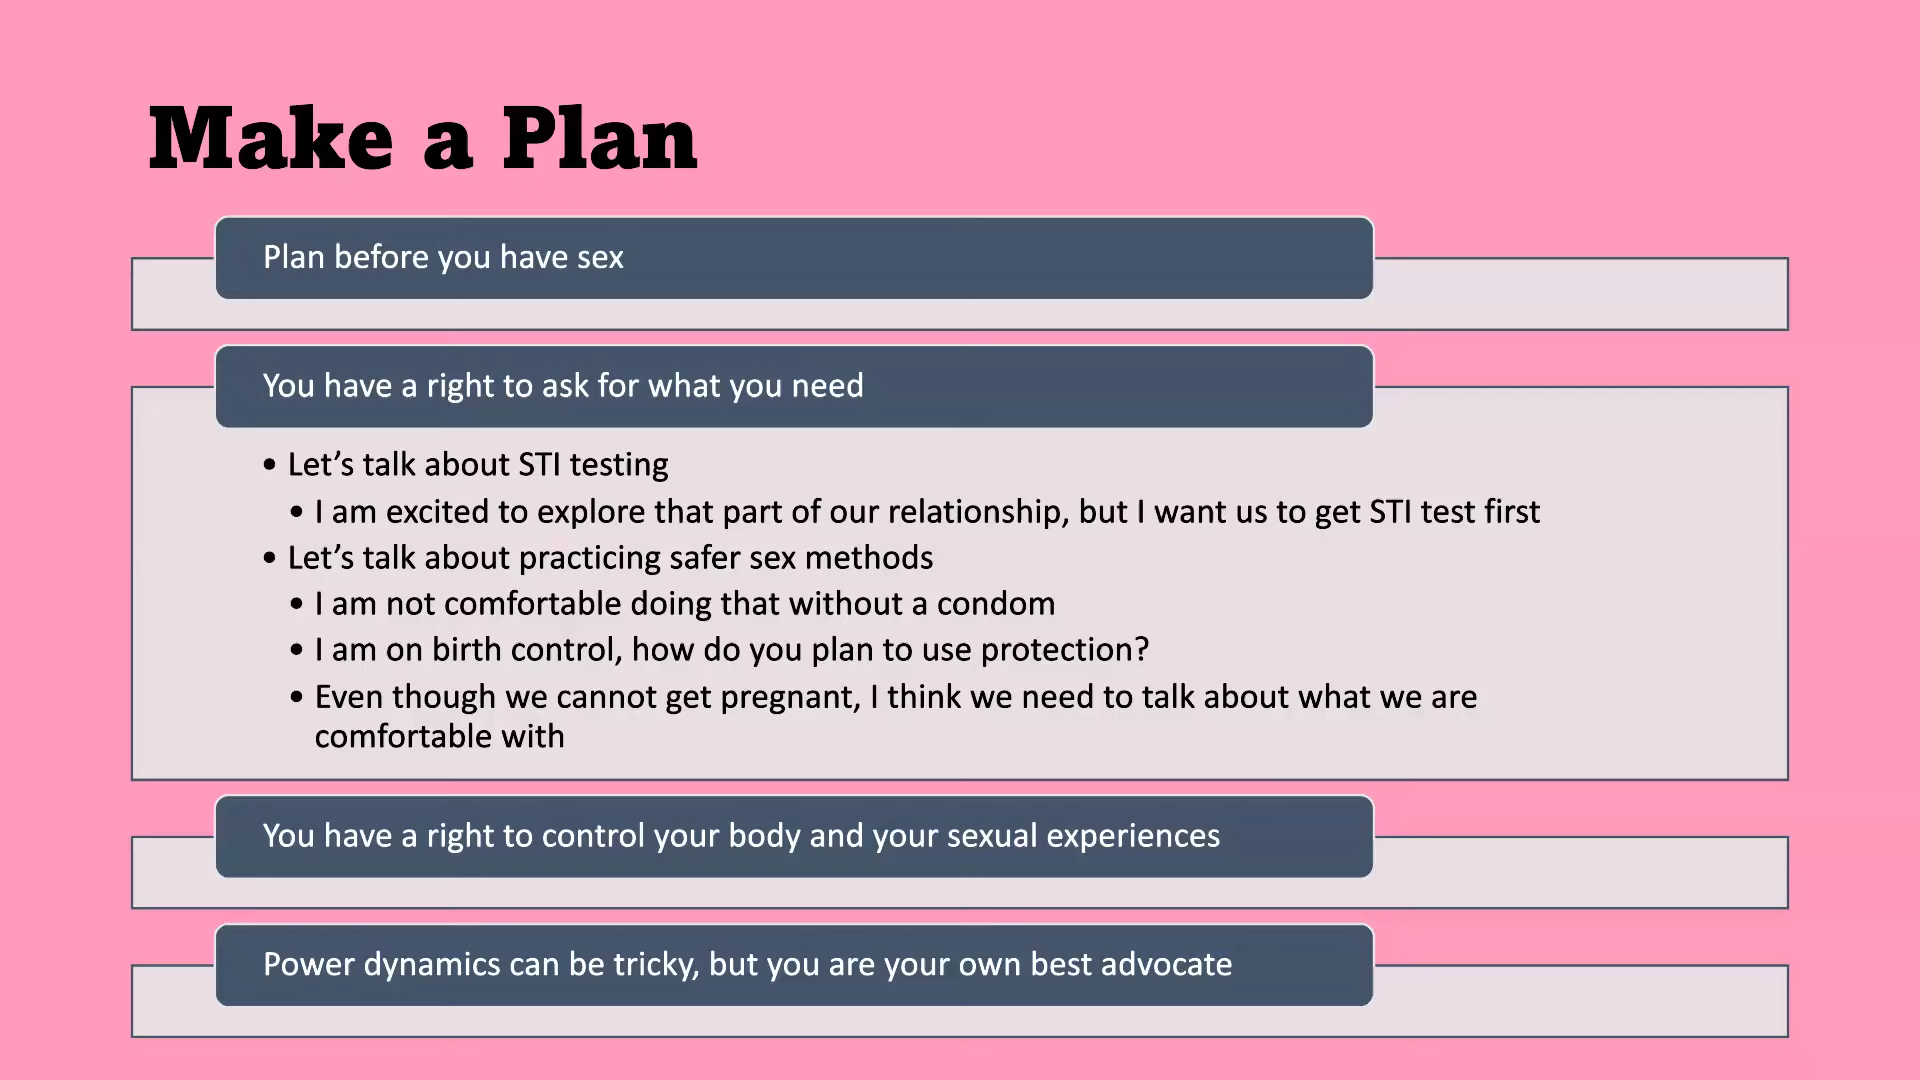 Make a Plan
Plan before you have sex
You have a right to ask for what you need
• Let’s talk about STI testing
• I am excited to explore that part of our relationship, but I want us to get STI test first
• Let’s talk about practicing safer sex methods
• I am not comfortable doing that without a condom
• I am on birth control, how do you plan to use protection?
• Even though we cannot get pregnant, I think we need to talk about what we are
comfortable with
You have a right to control your body and your sexual experiences
Power dynamics can be tricky, but you are your own best advocate